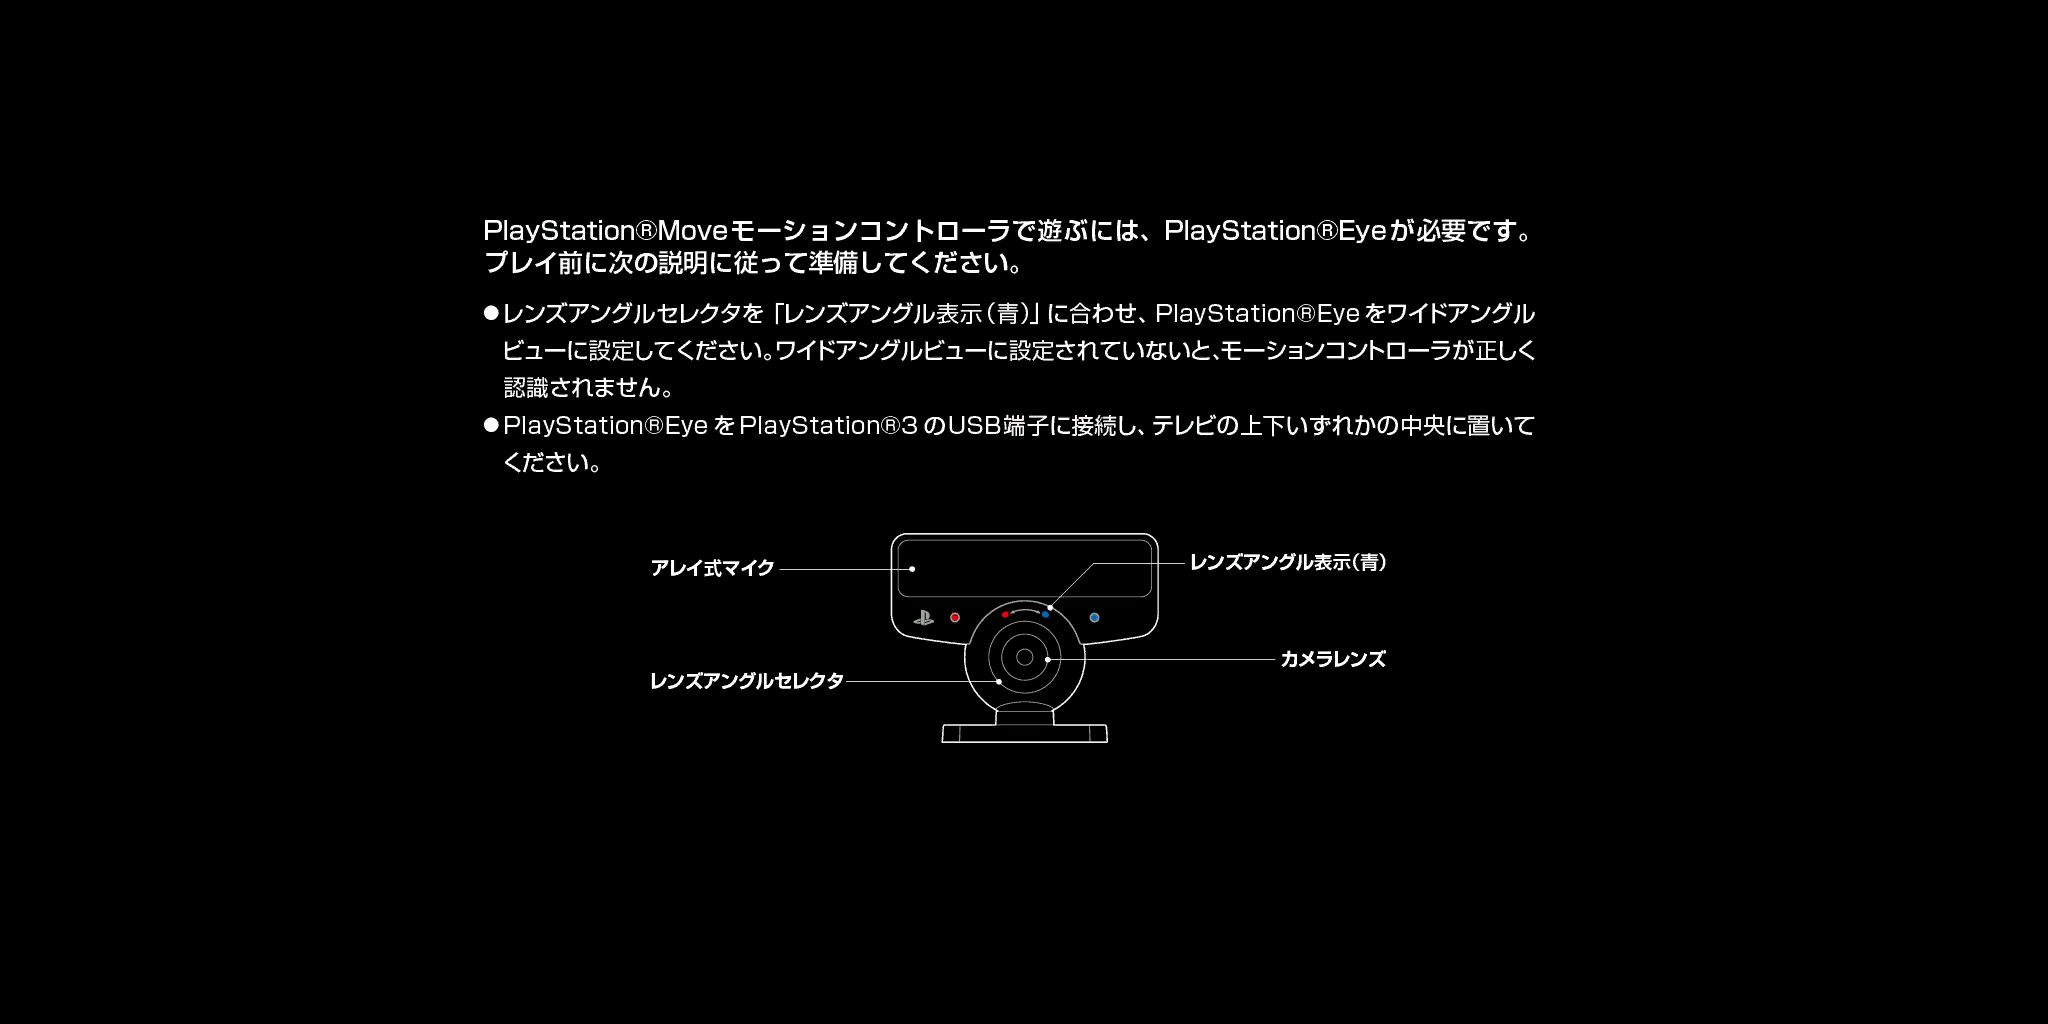 PlayStation®Moveモーションコントローラで遊ぶには、PlayStation®Eyeが必要です。
プレイ前に次の説明に従って準備してください。
●レンズアングルセレクタを「レンズアングル表示（青）」に合わせ、PlayStation®Eyeをワイドアングル
ビューに設定してください。ワイドアングルビューに設定されていないと、モーションコントローラが正しく
認識されません。
●PlayStation®EyeをPlayStation®3のUSB端子に接続し、テレビの上下いずれかの中央に置いて
ください。
アレイ式マイク
レンズアングル表示（青）
カメラレンズ
レンズアングルセレクタ